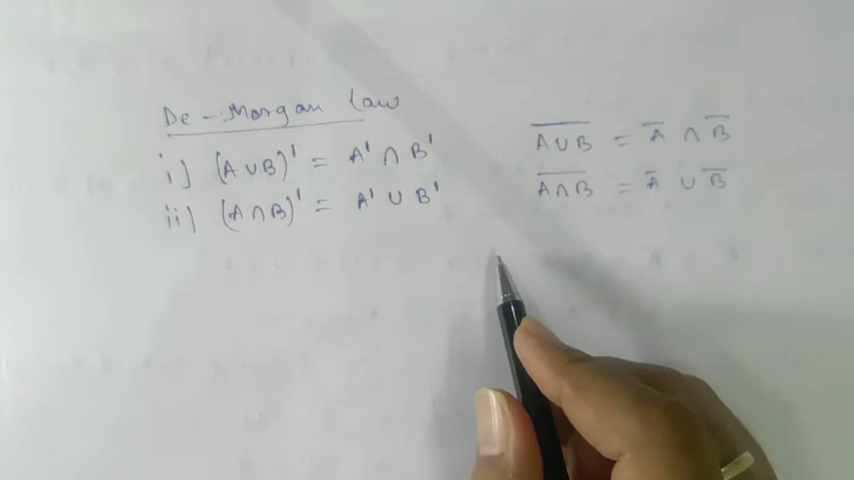 De-Morgan law
i) (A∪B)' = A' ∩ B'
ii) (A∩B)' = A' ∪ B'
A̅∪̅B̅ = A̅ ∩ B̅
A̅∩̅B̅ = A̅ ∪ B̅